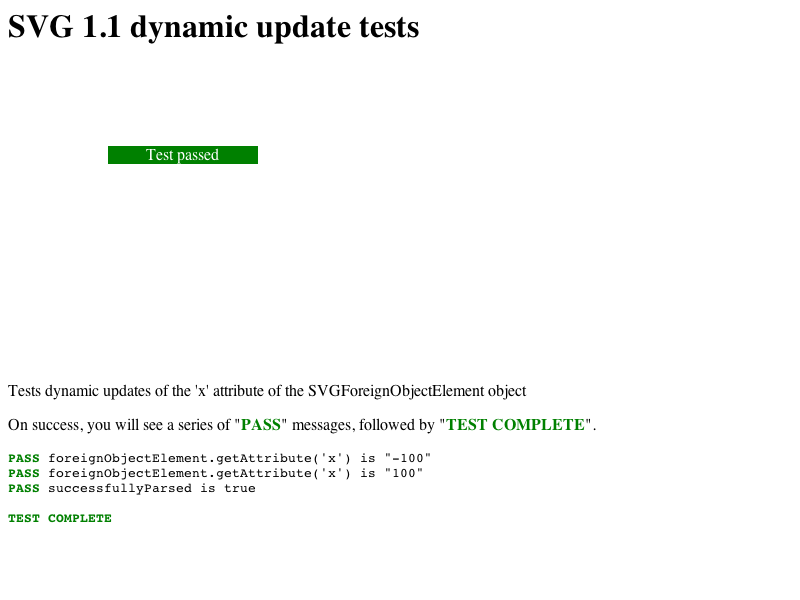 SVG 1.1 dynamic update tests
Test passed
Tests dynamic updates of the 'x' attribute of the SVGForeignObjectElement object
On success, you will see a series of "PASS" messages, followed by "TEST COMPLETE".
PASS foreignObjectElement.getAttribute('x') is "-100"
PASS foreignObjectElement.getAttribute('x') is "100"
PASS successfullyParsed is true
TEST COMPLETE